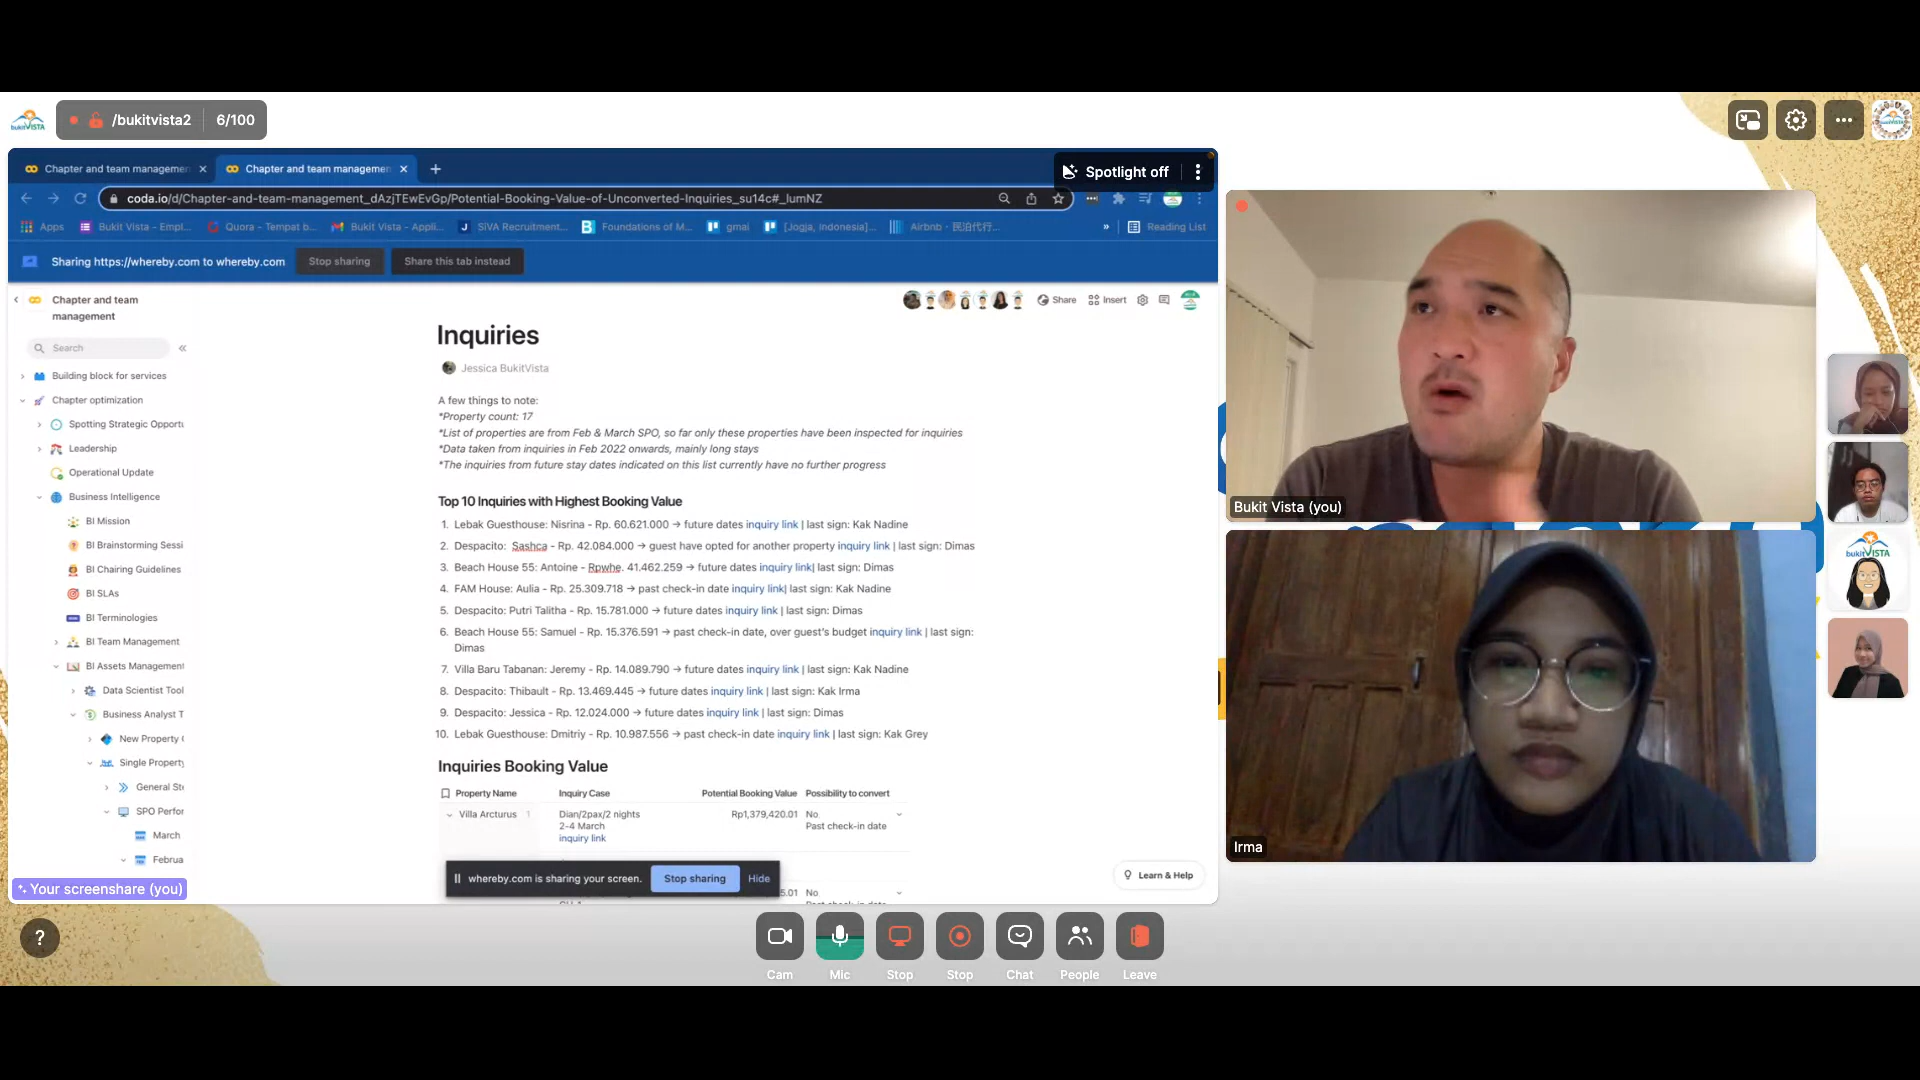 bukitVISTA
/bukitvista2 6/100
Chapter and team managemen
Chapter and team managemen
Spotlight off
coda.io/d/Chapter-and-team-management_dAzjTEwEvGp/Potential-Booking-Value-of-Unconverted-Inquiries_su14c#_lumNZ
Apps
Bukit Vista - Empl...
Quora - Tempat b...
Bukit Vista - Appli...
SIVA Recruitment...
Foundations of M...
gmai
[Jogja, Indonesia]...
Airbnb - 民泊代行...
»
Reading List
Sharing https://whereby.com to whereby.com
Stop sharing
Share this tab instead
Chapter and team
management
Search
Building block for services
Chapter optimization
Spotting Strategic Opportu
Leadership
Operational Update
Business Intelligence
BI Mission
BI Brainstorming Sessi
BI Chairing Guidelines
BI SLAs
BI Terminologies
BI Team Management
BI Assets Management
Data Scientist Tool
Business Analyst T
New Property (
Single Property
General Str
SPO Perfor
March
Februa
Share
Insert
Inquiries
Jessica BukitVista
A few things to note:
*Property count: 17
*List of properties are from Feb & March SPO, so far only these properties have been inspected for inquiries
*Data taken from inquiries in Feb 2022 onwards, mainly long stays
*The inquiries from future stay dates indicated on this list currently have no further progress
Top 10 Inquiries with Highest Booking Value
1. Lebak Guesthouse: Nisrina - Rp. 60.621.000 → future dates inquiry link | last sign: Kak Nadine
2. Despacito: Sashca - Rp. 42.084.000 → guest have opted for another property inquiry link | last sign: Dimas
3. Beach House 55: Antoine - Rpwhe. 41.462.259 → future dates inquiry link| last sign: Dimas
4. FAM House: Aulia - Rp. 25.309.718 → past check-in date inquiry link| last sign: Kak Nadine
5. Despacito: Putri Talitha - Rp. 15.781.000 → future dates inquiry link | last sign: Dimas
6. Beach House 55: Samuel - Rp. 15.376.591 → past check-in date, over guest's budget inquiry link | last sign:
Dimas
7. Villa Baru Tabanan: Jeremy - Rp. 14.089.790 → future dates inquiry link | last sign: Kak Nadine
8. Despacito: Thibault - Rp. 13.469.445 → future dates inquiry link | last sign: Kak Irma
9. Despacito: Jessica - Rp. 12.024.000 → future dates inquiry link | last sign: Dimas
10. Lebak Guesthouse: Dmitriy - Rp. 10.987.556 → past check-in date inquiry link | last sign: Kak Grey
Inquiries Booking Value
Property Name Inquiry Case Potential Booking Value Possibility to convert
Villa Arcturus 1 Dian/2pax/2 nights Rp1,379,420.01 No
2-4 March Past check-in date
inquiry link
whereby.com is sharing your screen.
Stop sharing
Hide
5.01 No
Learn & Help
Your screenshare (you)
Bukit Vista (you)
Irma
bukitVISTA
?
Cam
Mic
Stop
Stop
Chat
People
Leave